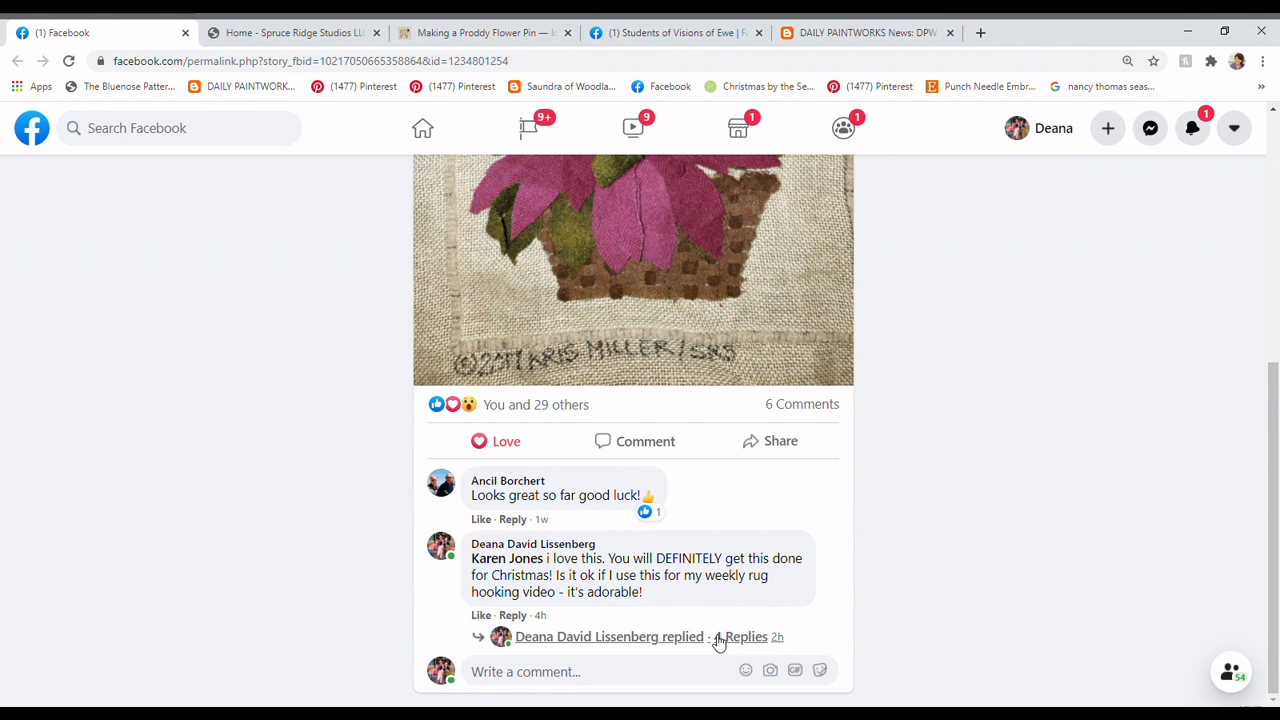 (1) Facebook
Home - Spruce Ridge Studios LLC
Making a Proddy Flower Pin —
(1) Students of Visions of Ewe | F
DAILY PAINTWORKS News: DPW
facebook.com/permalink.php?story_fbid=10217050665358864&id=1234801254
Apps
The Bluenose Patter...
DAILY PAINTWORK...
(1477) Pinterest
(1477) Pinterest
Saundra of Woodla...
Facebook
Christmas by the Se...
(1477) Pinterest
Punch Needle Embr...
nancy thomas seas...
Search Facebook
9+
9
1
1
Deana
1
©2017 KRIS MILLER/SRS
You and 29 others
6 Comments
Love
Comment
Share
Ancil Borchert
Looks great so far good luck!
1
Like · Reply · 1w
Deana David Lissenberg
Karen Jones i love this. You will DEFINITELY get this done
for Christmas! Is it ok if I use this for my weekly rug
hooking video - it's adorable!
Like · Reply · 4h
Deana David Lissenberg replied · 4 Replies 2h
Write a comment...
GIF
54